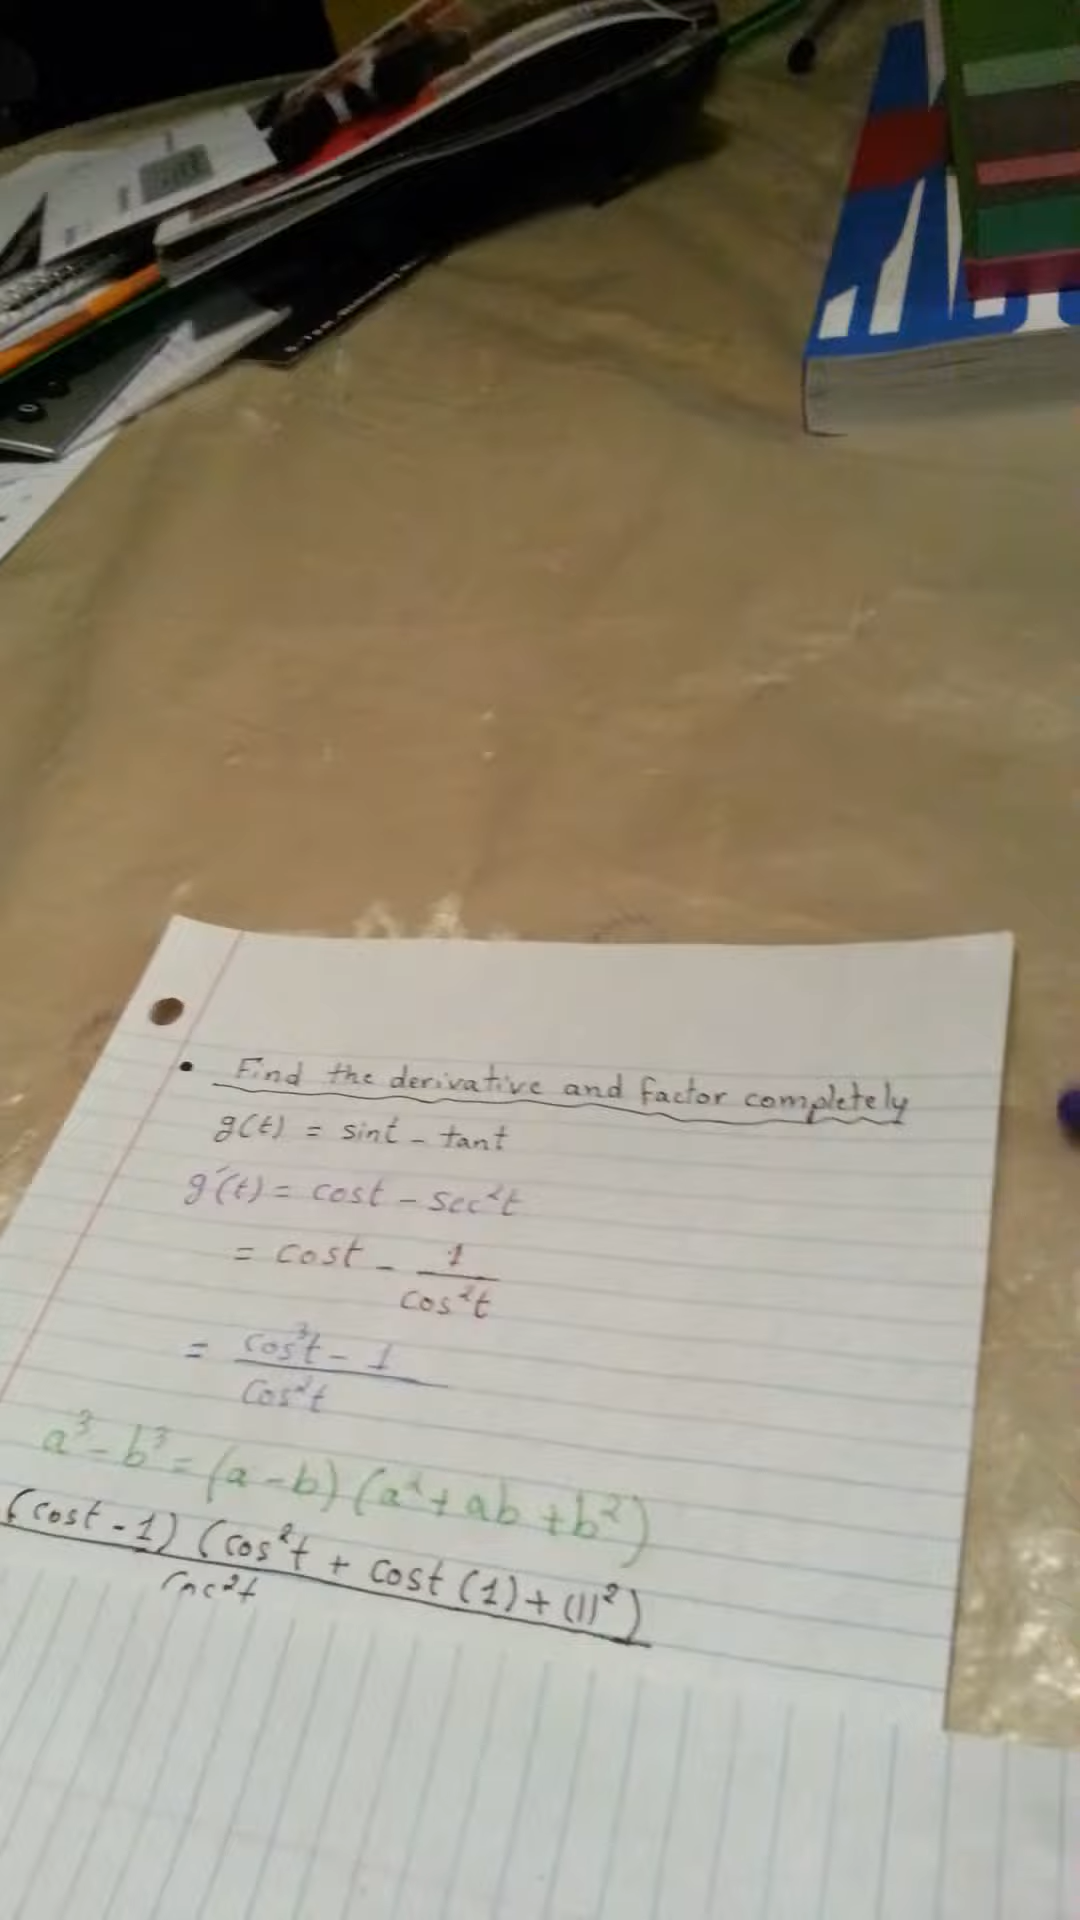 • Find the derivative and factor completely
g(t) = sint - tant
g'(t) = cost - sec²t
= cost - 1/cos²t
= (cos³t - 1)/cos²t
a³ - b³ = (a - b)(a² + ab + b²)
(cost - 1)(cos²t + cost(1) + (1)²)
cos²t